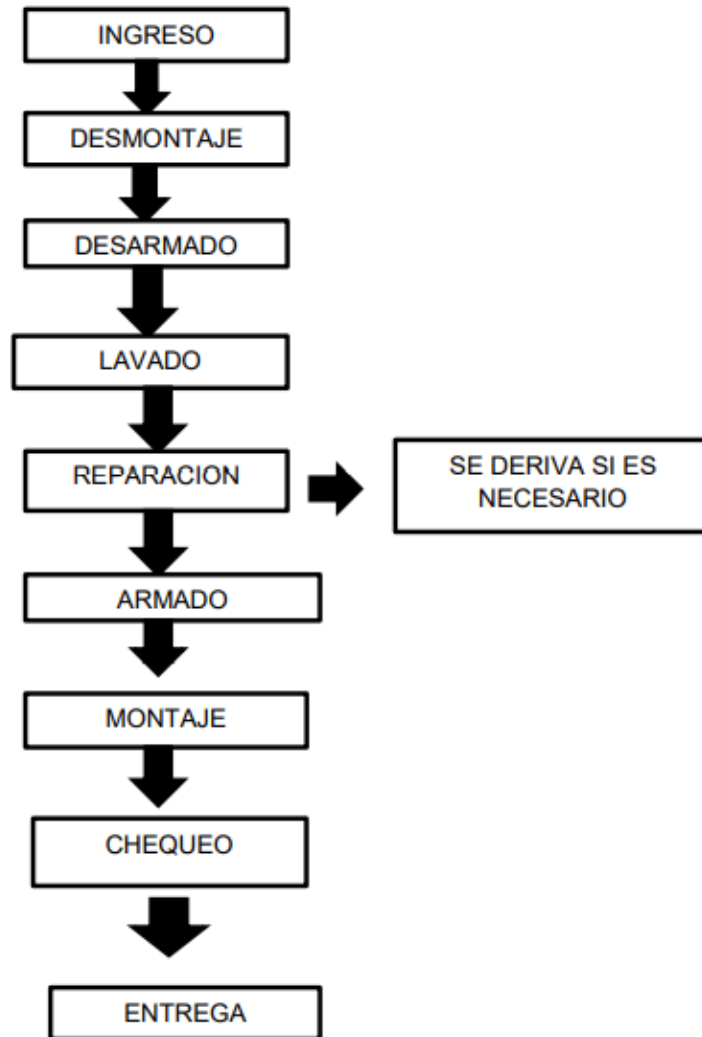 INGRESO
DESMONTAJE
DESARMADO
LAVADO
REPARACION
SE DERIVA SI ES
NECESARIO
ARMADO
MONTAJE
CHEQUEO
ENTREGA